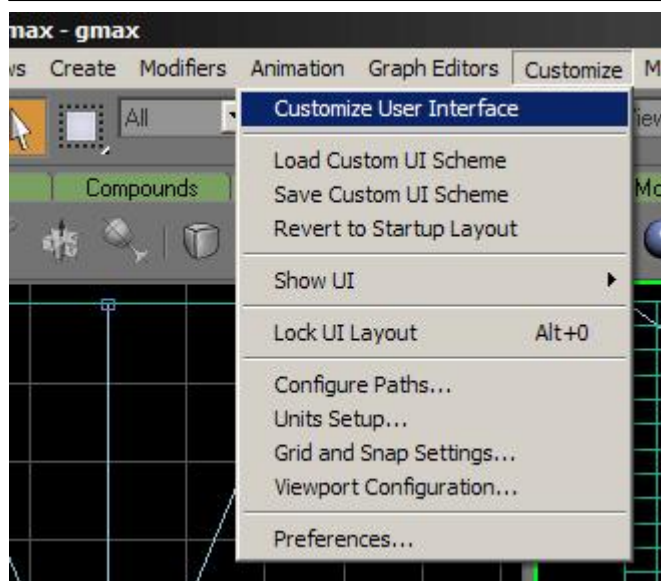 max - gmax
Create Modifiers Animation Graph Editors Customize M
All
Customize User Interface
Load Custom UI Scheme
Save Custom UI Scheme
Revert to Startup Layout
Compounds
Show UI
Lock UI Layout Alt+0
Configure Paths...
Units Setup...
Grid and Snap Settings...
Viewport Configuration...
Preferences...